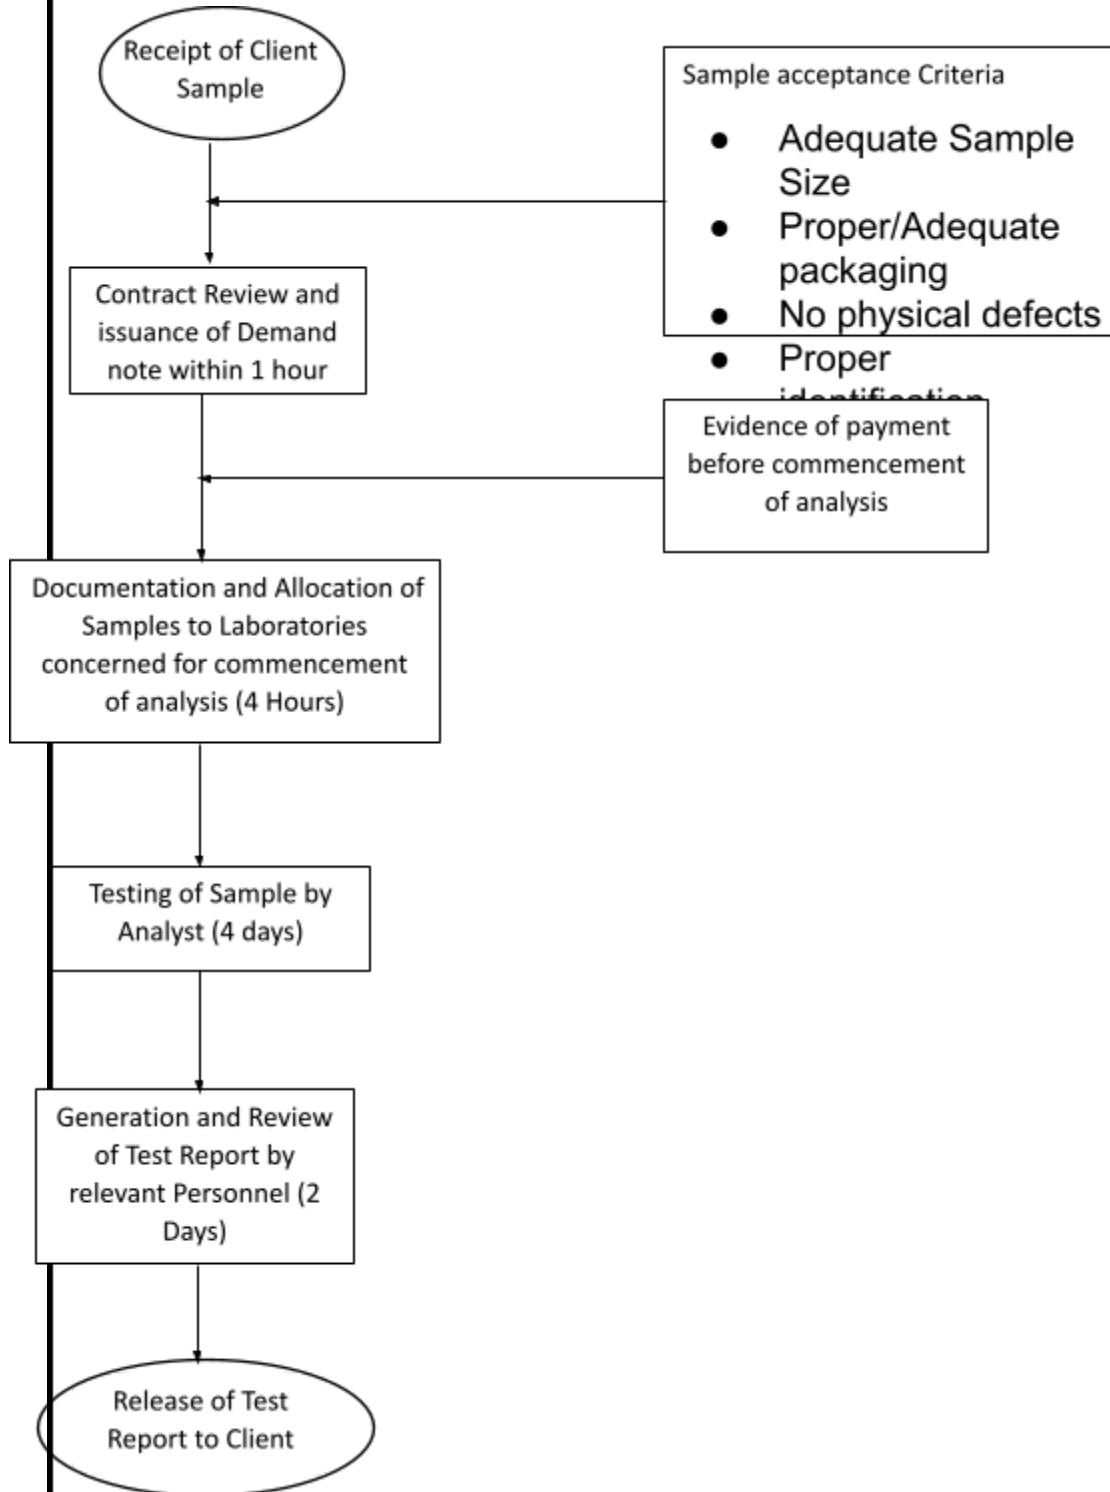 Receipt of Client
Sample
Sample acceptance Criteria
● Adequate Sample
Size
● Proper/Adequate
packaging
● No physical defects
● Proper
identification
Contract Review and
issuance of Demand
note within 1 hour
Evidence of payment
before commencement
of analysis
Documentation and Allocation of
Samples to Laboratories
concerned for commencement
of analysis (4 Hours)
Testing of Sample by
Analyst (4 days)
Generation and Review
of Test Report by
relevant Personnel (2
Days)
Release of Test
Report to Client